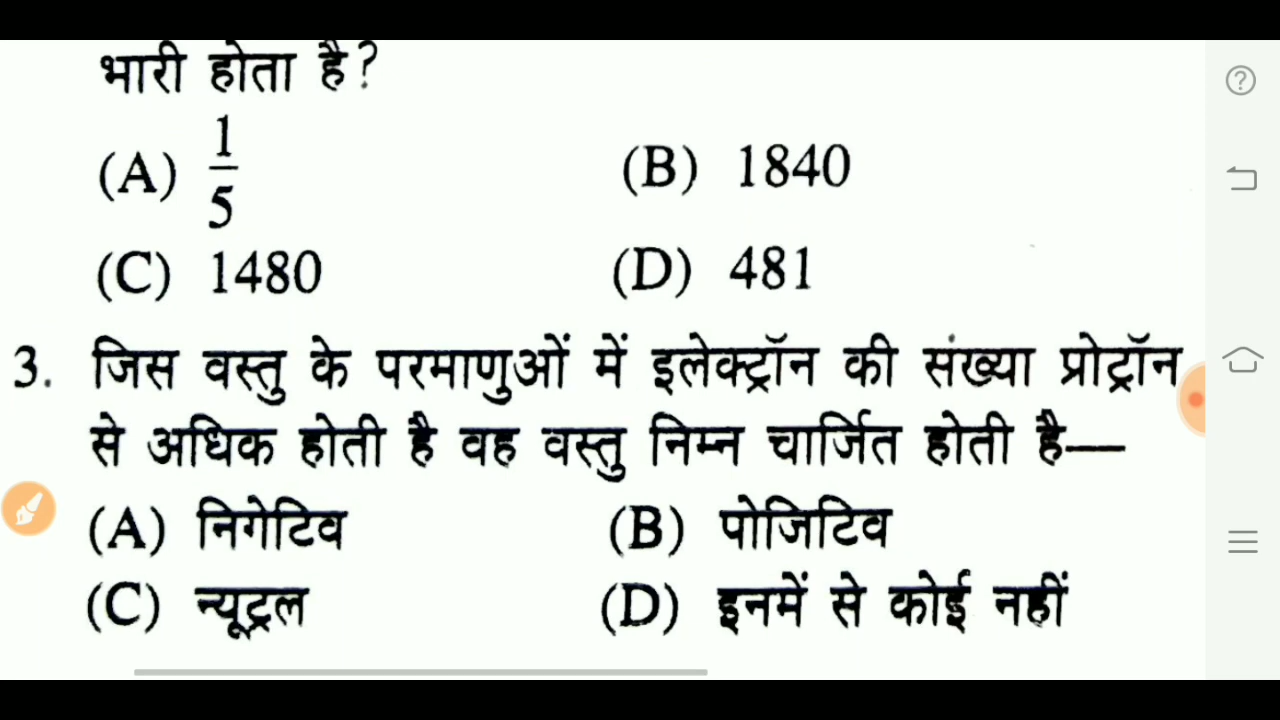 भारी होता है?
(A) 1/5 (B) 1840
(C) 1480 (D) 481
3. जिस वस्तु के परमाणुओं में इलेक्ट्रॉन की संख्या प्रोट्रॉन
से अधिक होती है वह वस्तु निम्न चार्जित होती है—
(A) निगेटिव (B) पोजिटिव
(C) न्यूट्रल (D) इनमें से कोई नहीं